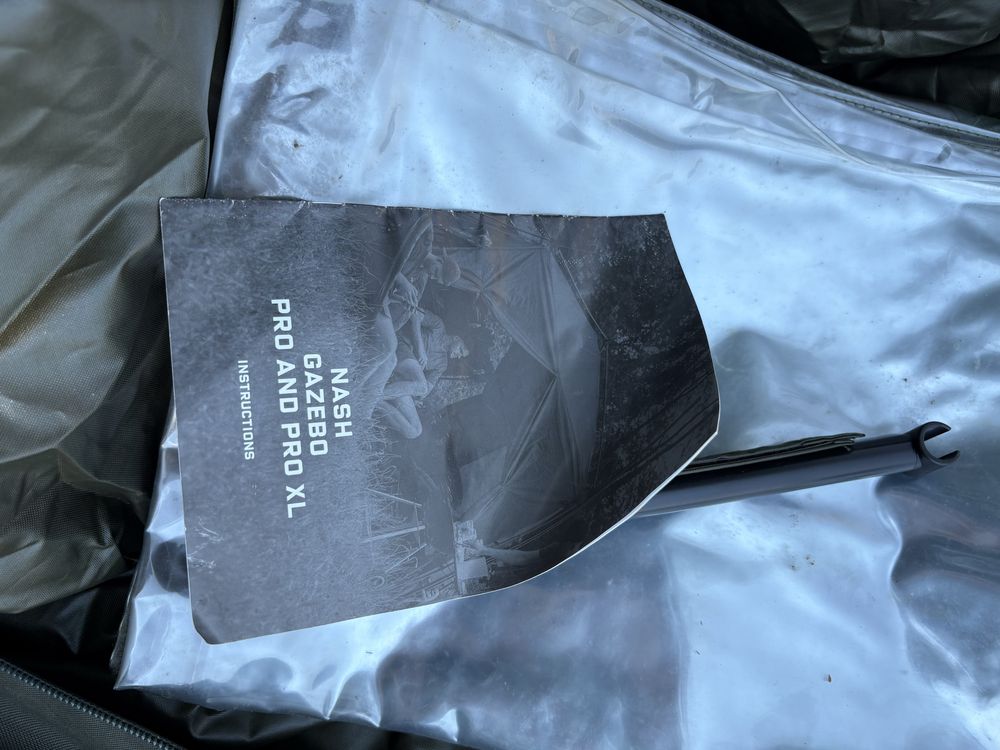 NASH
GAZEBO
PRO AND PRO XL
INSTRUCTIONS